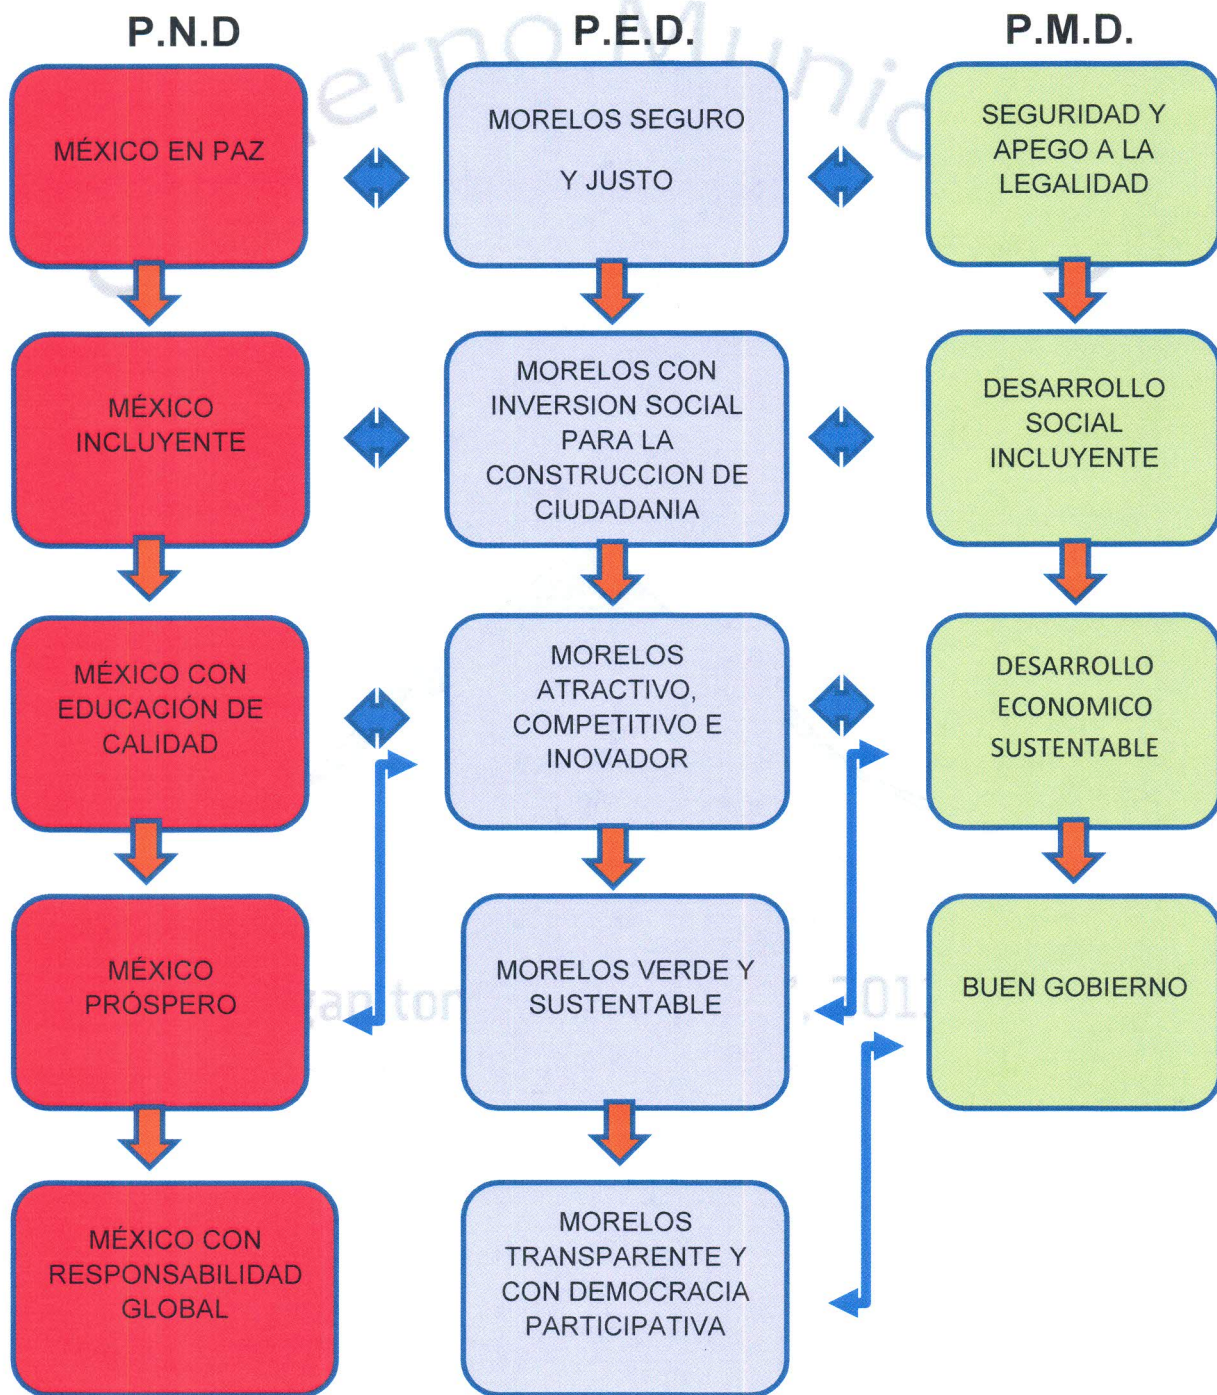 P.N.D
P.E.D.
P.M.D.
MÉXICO EN PAZ
MORELOS SEGURO
Y JUSTO
SEGURIDAD Y
APEGO A LA
LEGALIDAD
MÉXICO
INCLUYENTE
MORELOS CON
INVERSION SOCIAL
PARA LA
CONSTRUCCION DE
CIUDADANIA
DESARROLLO
SOCIAL
INCLUYENTE
MÉXICO CON
EDUCACIÓN DE
CALIDAD
MORELOS
ATRACTIVO,
COMPETITIVO E
INOVADOR
DESARROLLO
ECONOMICO
SUSTENTABLE
MÉXICO
PRÓSPERO
MORELOS VERDE Y
SUSTENTABLE
BUEN GOBIERNO
MÉXICO CON
RESPONSABILIDAD
GLOBAL
MORELOS
TRANSPARENTE Y
CON DEMOCRACIA
PARTICIPATIVA